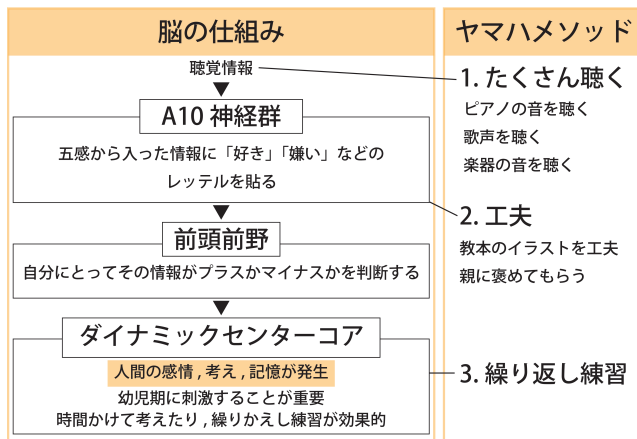 脳の仕組み
聴覚情報
A10 神経群
五感から入った情報に「好き」「嫌い」などの
レッテルを貼る
前頭前野
自分にとってその情報がプラスかマイナスかを判断する
ダイナミックセンターコア
人間の感情 , 考え , 記憶が発生
幼児期に刺激することが重要
時間かけて考えたり , 繰りかえし練習が効果的
ヤマハメソッド
1. たくさん聴く
ピアノの音を聴く
歌声を聴く
楽器の音を聴く
2. 工夫
教本のイラストを工夫
親に褒めてもらう
3. 繰り返し練習